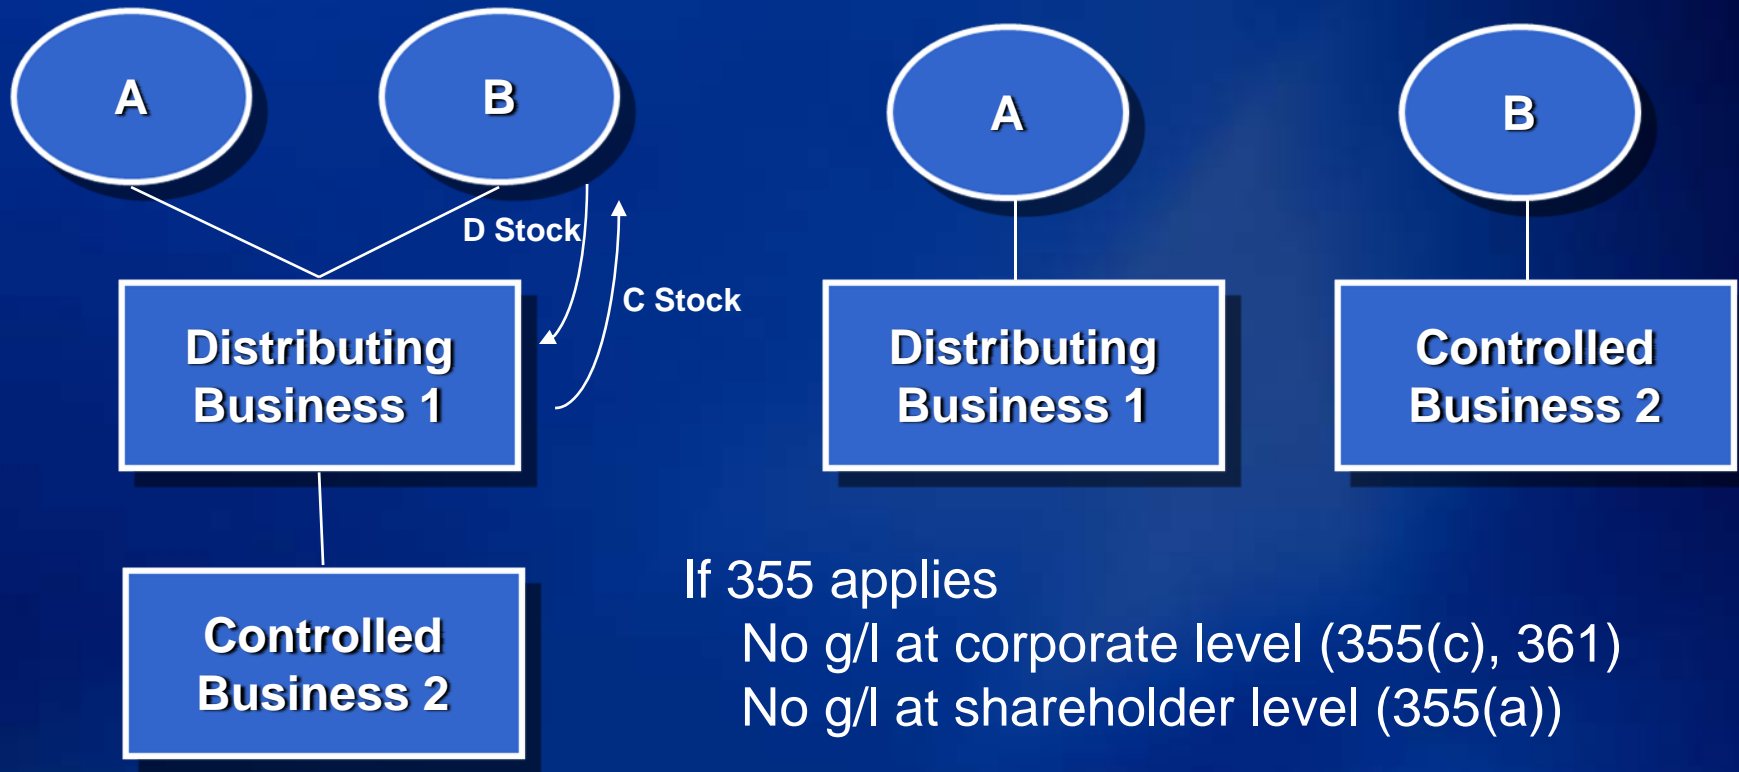 A
B
D Stock
C Stock
Distributing
Business 1
Controlled
Business 2
A
B
Distributing
Business 1
Controlled
Business 2
If 355 applies
No g/l at corporate level (355(c), 361)
No g/l at shareholder level (355(a))